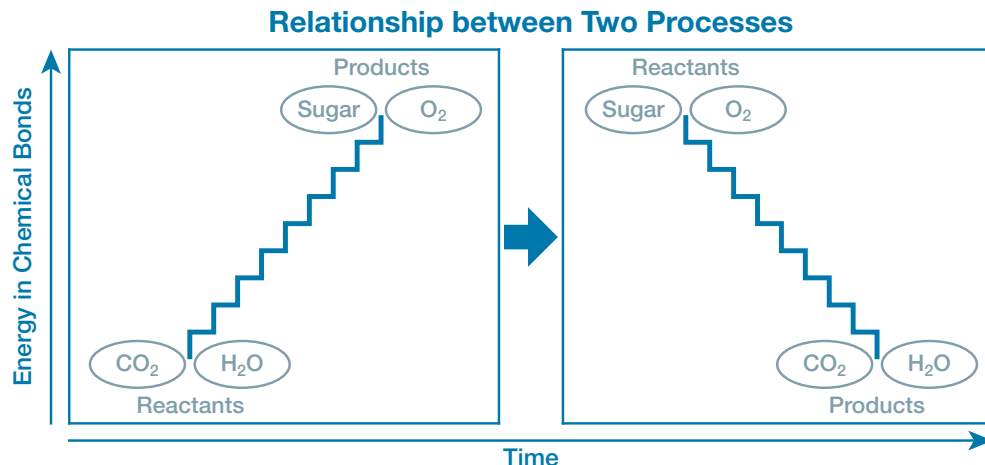 Relationship between Two Processes
Energy in Chemical Bonds
Products
Sugar
O₂
CO₂
H₂O
Reactants
Reactants
Sugar
O₂
CO₂
H₂O
Products
Time